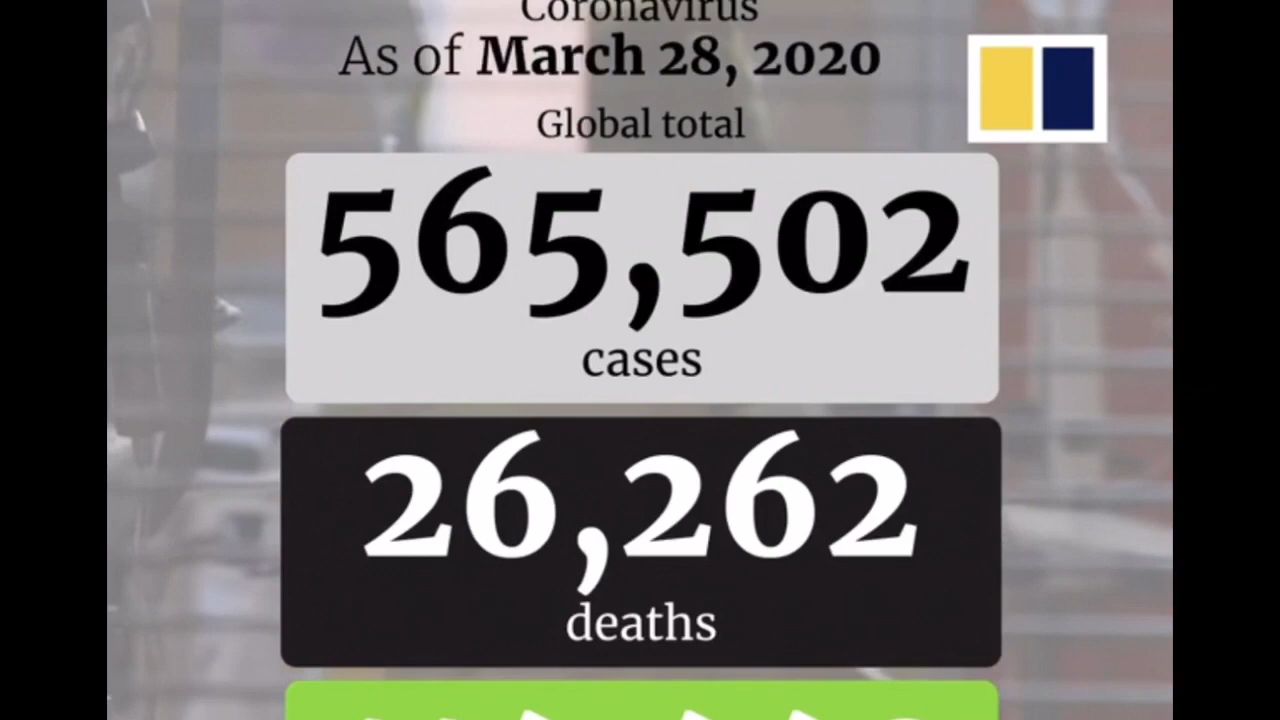 Coronavirus
As of March 28, 2020
Global total
565,502
cases
26,262
deaths